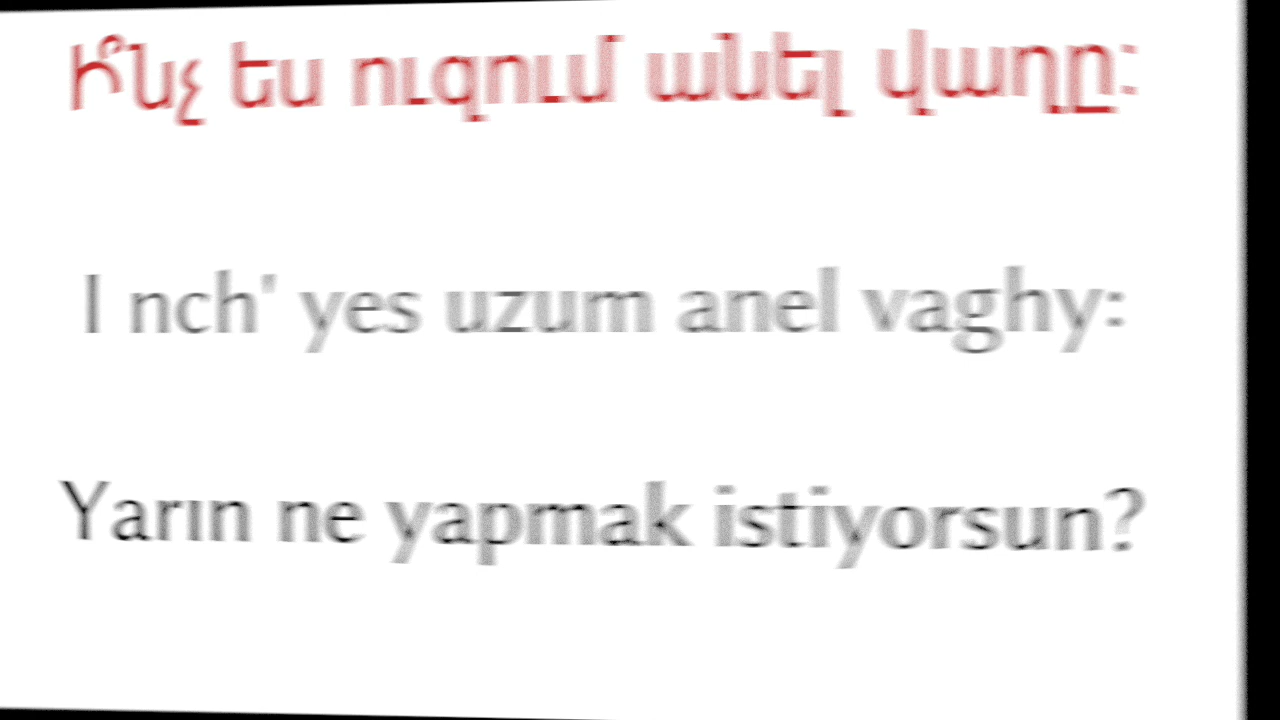 Ի՞նչ ես ուզում անել վաղը:
I nch' yes uzum anel vaghy:
Yarın ne yapmak istiyorsun?